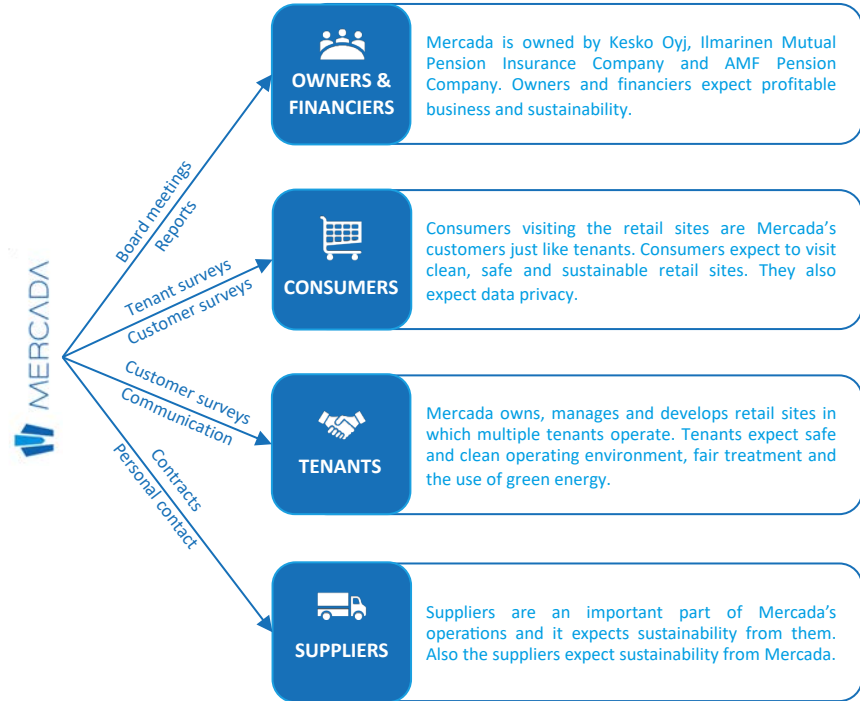 MERCADA
Board meetings
Reports
Tenant surveys
Customer surveys
Customer surveys
Communication
Contracts
Personal contact
OWNERS &
FINANCIERS
Mercada is owned by Kesko Oyj, Ilmarinen Mutual
Pension Insurance Company and AMF Pension
Company. Owners and financiers expect profitable
business and sustainability.
CONSUMERS
Consumers visiting the retail sites are Mercada's
customers just like tenants. Consumers expect to visit
clean, safe and sustainable retail sites. They also
expect data privacy.
TENANTS
Mercada owns, manages and develops retail sites in
which multiple tenants operate. Tenants expect safe
and clean operating environment, fair treatment and
the use of green energy.
SUPPLIERS
Suppliers are an important part of Mercada's
operations and it expects sustainability from them.
Also the suppliers expect sustainability from Mercada.